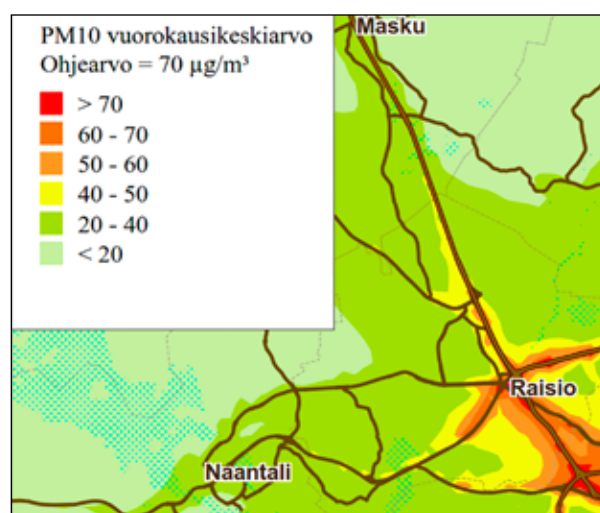 PM10 vuorokausikeskiarvo
Ohjearvo = 70 µg/m³
> 70
60 - 70
50 - 60
40 - 50
20 - 40
< 20
Masku
Raisio
Naantali